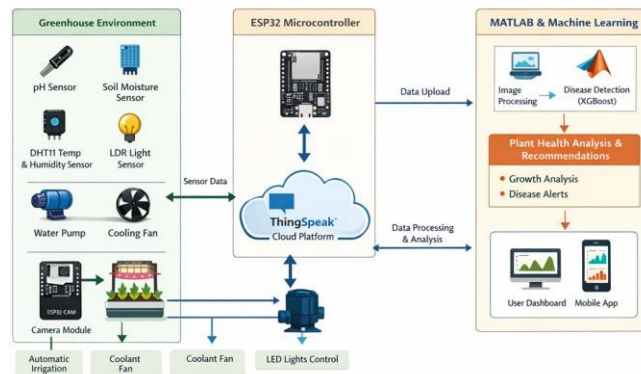 Greenhouse Environment
pH Sensor
Soil Moisture
Sensor
DHT11 Temp
& Humidity Sensor
LDR Light
Sensor
Water Pump
Cooling Fan
ESP32-CAM
Camera Module
Automatic
Irrigation
Coolant
Fan
Coolant Fan
LED Lights Control
Sensor Data
ESP32 Microcontroller
ThingSpeak
Cloud Platform
Data Upload
Data Processing
& Analysis
MATLAB & Machine Learning
Image
Processing
Disease Detection
(XGBoost)
Plant Health Analysis &
Recommendations
• Growth Analysis
• Disease Alerts
User Dashboard
Mobile App